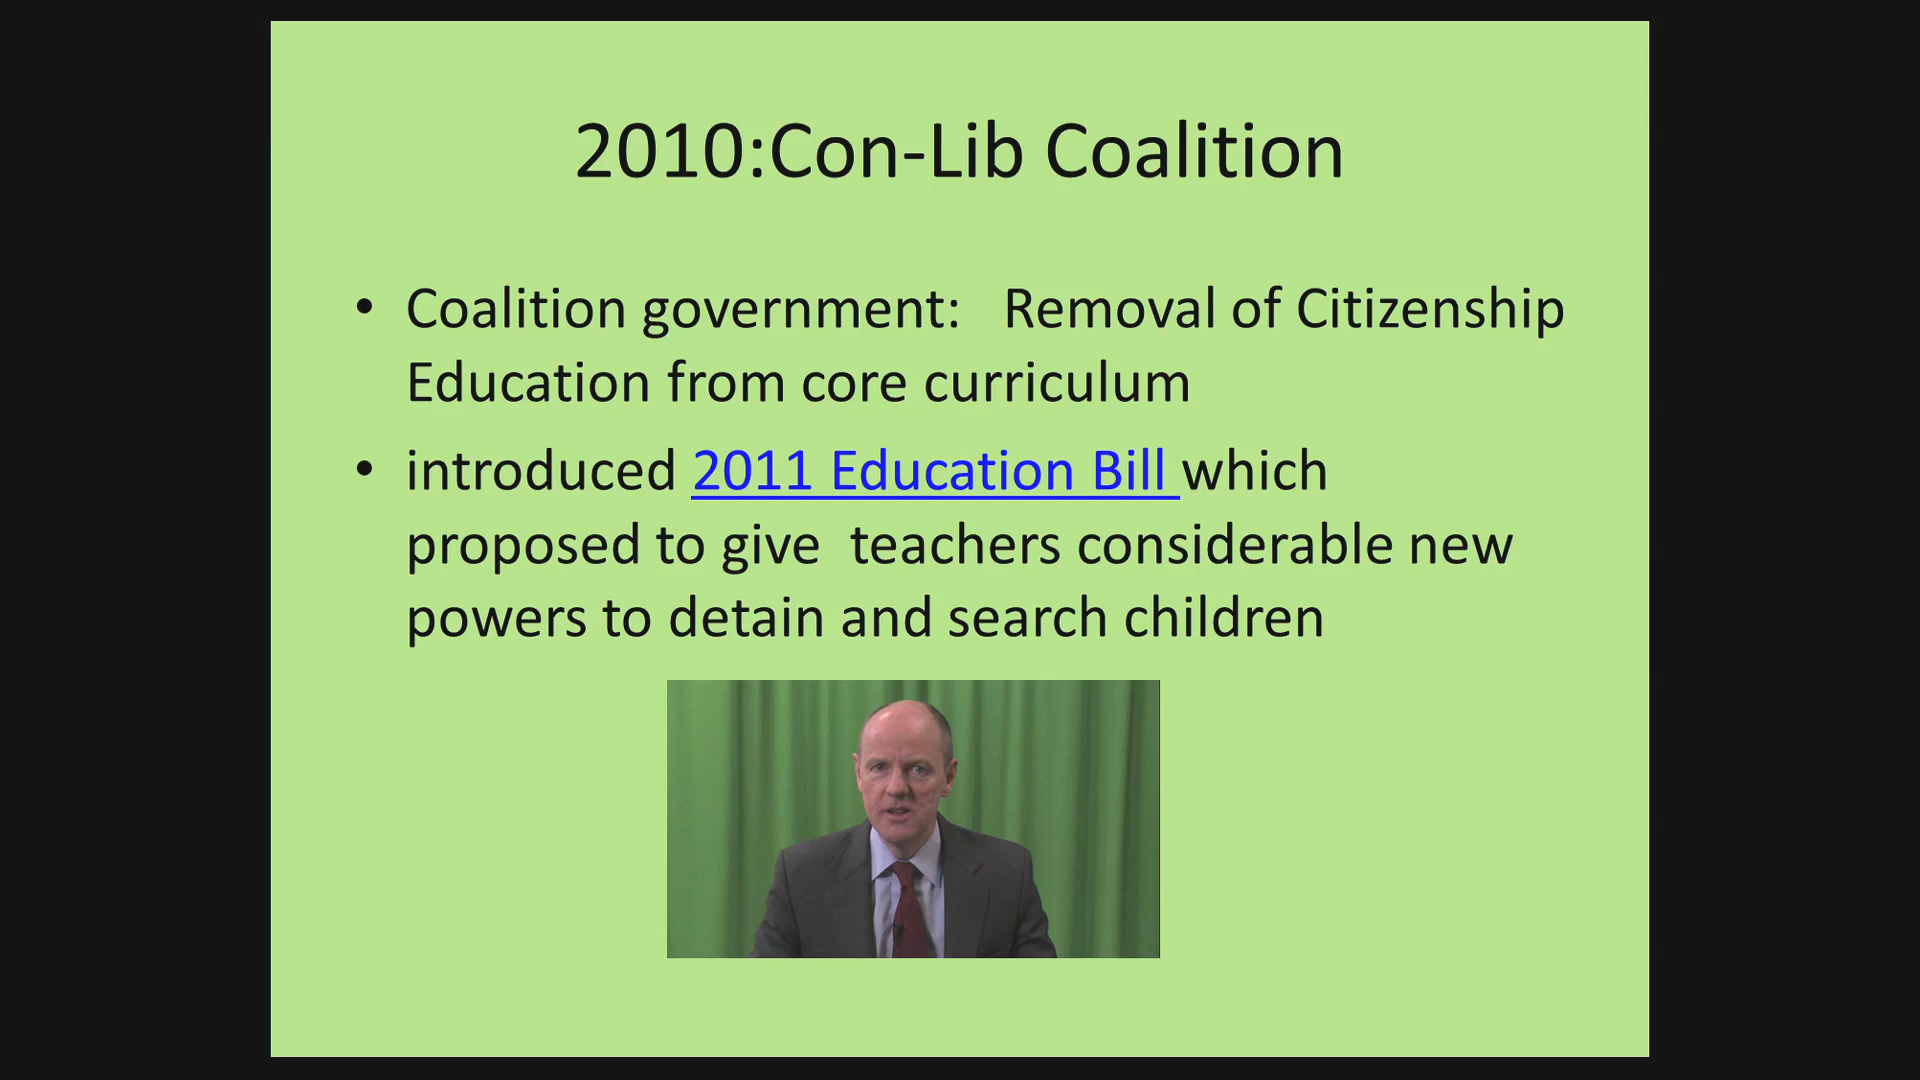 2010:Con-Lib Coalition
• Coalition government:   Removal of Citizenship
Education from core curriculum
• introduced 2011 Education Bill which
proposed to give  teachers considerable new
powers to detain and search children